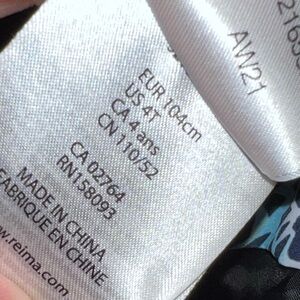 EUR 104cm
US 4T
CA 4 ans
CN 110/52
CA 02764
RN158093
MADE IN CHINA
FABRIQUE EN CHINE
www.reima.com
AW21